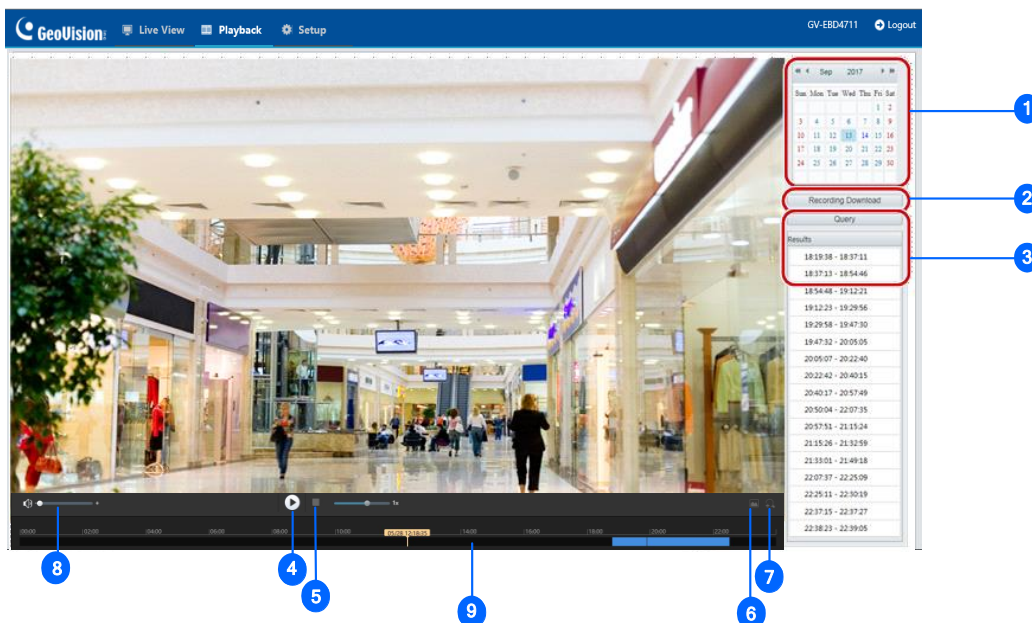 GeoVision
Live View
Playback
Setup
GV-EBD4711
Logout
Sep 2017
Sun Mon Tue Wed Thu Fri Sat
1 2
3 4 5 6 7 8 9
10 11 12 13 14 15 16
17 18 19 20 21 22 23
24 25 26 27 28 29 30
1
Recording Download
2
Query
Results
3
18:19:38 - 18:37:11
18:37:13 - 18:54:46
18:54:48 - 19:12:21
19:12:23 - 19:29:56
19:29:58 - 19:47:30
19:47:32 - 20:05:05
20:05:07 - 20:22:40
20:22:42 - 20:40:15
20:40:17 - 20:57:49
20:50:04 - 22:07:35
20:57:51 - 21:15:24
21:15:26 - 21:32:59
21:33:01 - 21:49:18
22:07:37 - 22:25:09
22:25:11 - 22:30:19
22:37:15 - 22:37:27
22:38:23 - 22:39:05
1x
00:00 02:00 04:00 06:00 08:00 10:00 05/28 12:18:35 14:00 16:00 18:00 20:00 22:00
8
4
5
9
6
7